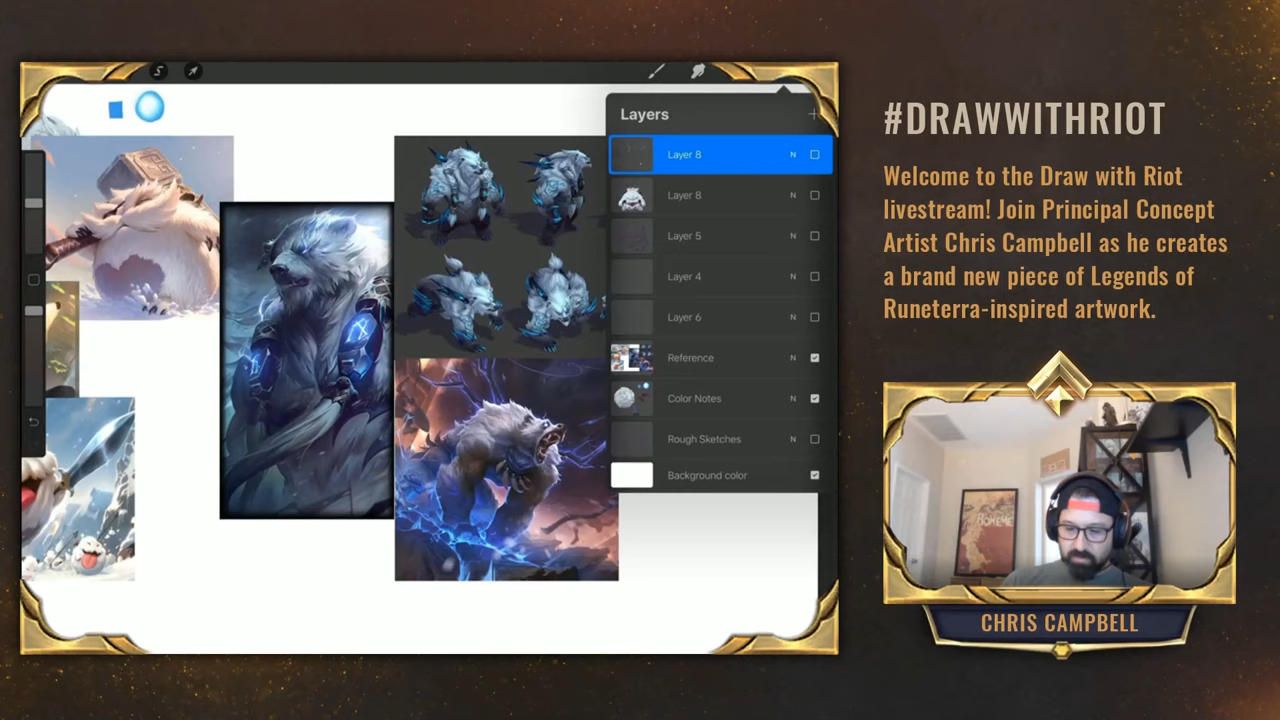 Layers
Layer 8 N
Layer 8 N
Layer 5 N
Layer 4 N
Layer 6 N
Reference N
Color Notes N
Rough Sketches N
Background color
#DRAWWITHRIOT
Welcome to the Draw with Riot
livestream! Join Principal Concept
Artist Chris Campbell as he creates
a brand new piece of Legends of
Runeterra-inspired artwork.
CHRIS CAMPBELL